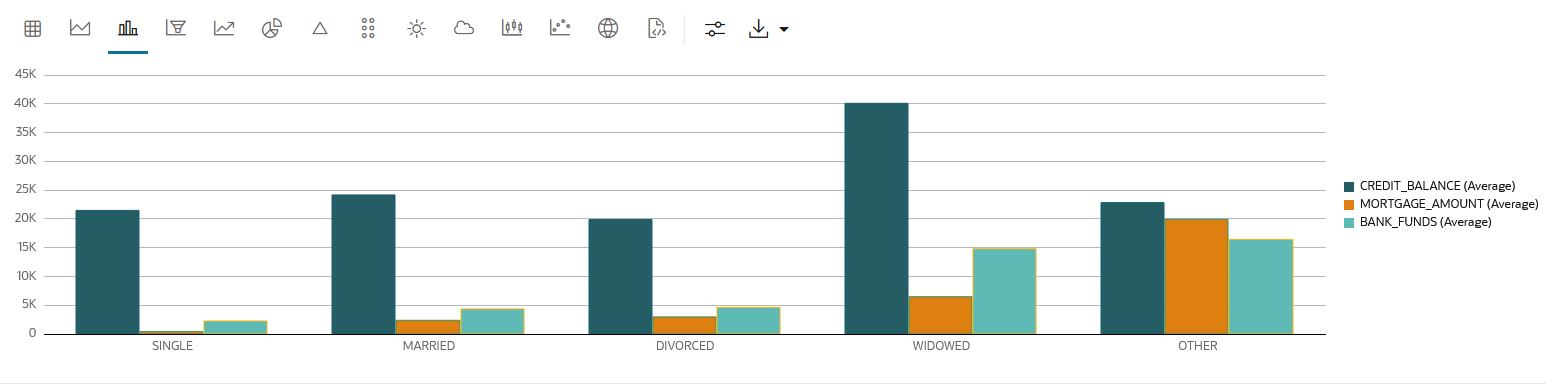 45K
40K
35K
30K
25K
20K
15K
10K
5K
0
SINGLE MARRIED DIVORCED WIDOWED OTHER
CREDIT_BALANCE (Average)
MORTGAGE_AMOUNT (Average)
BANK_FUNDS (Average)